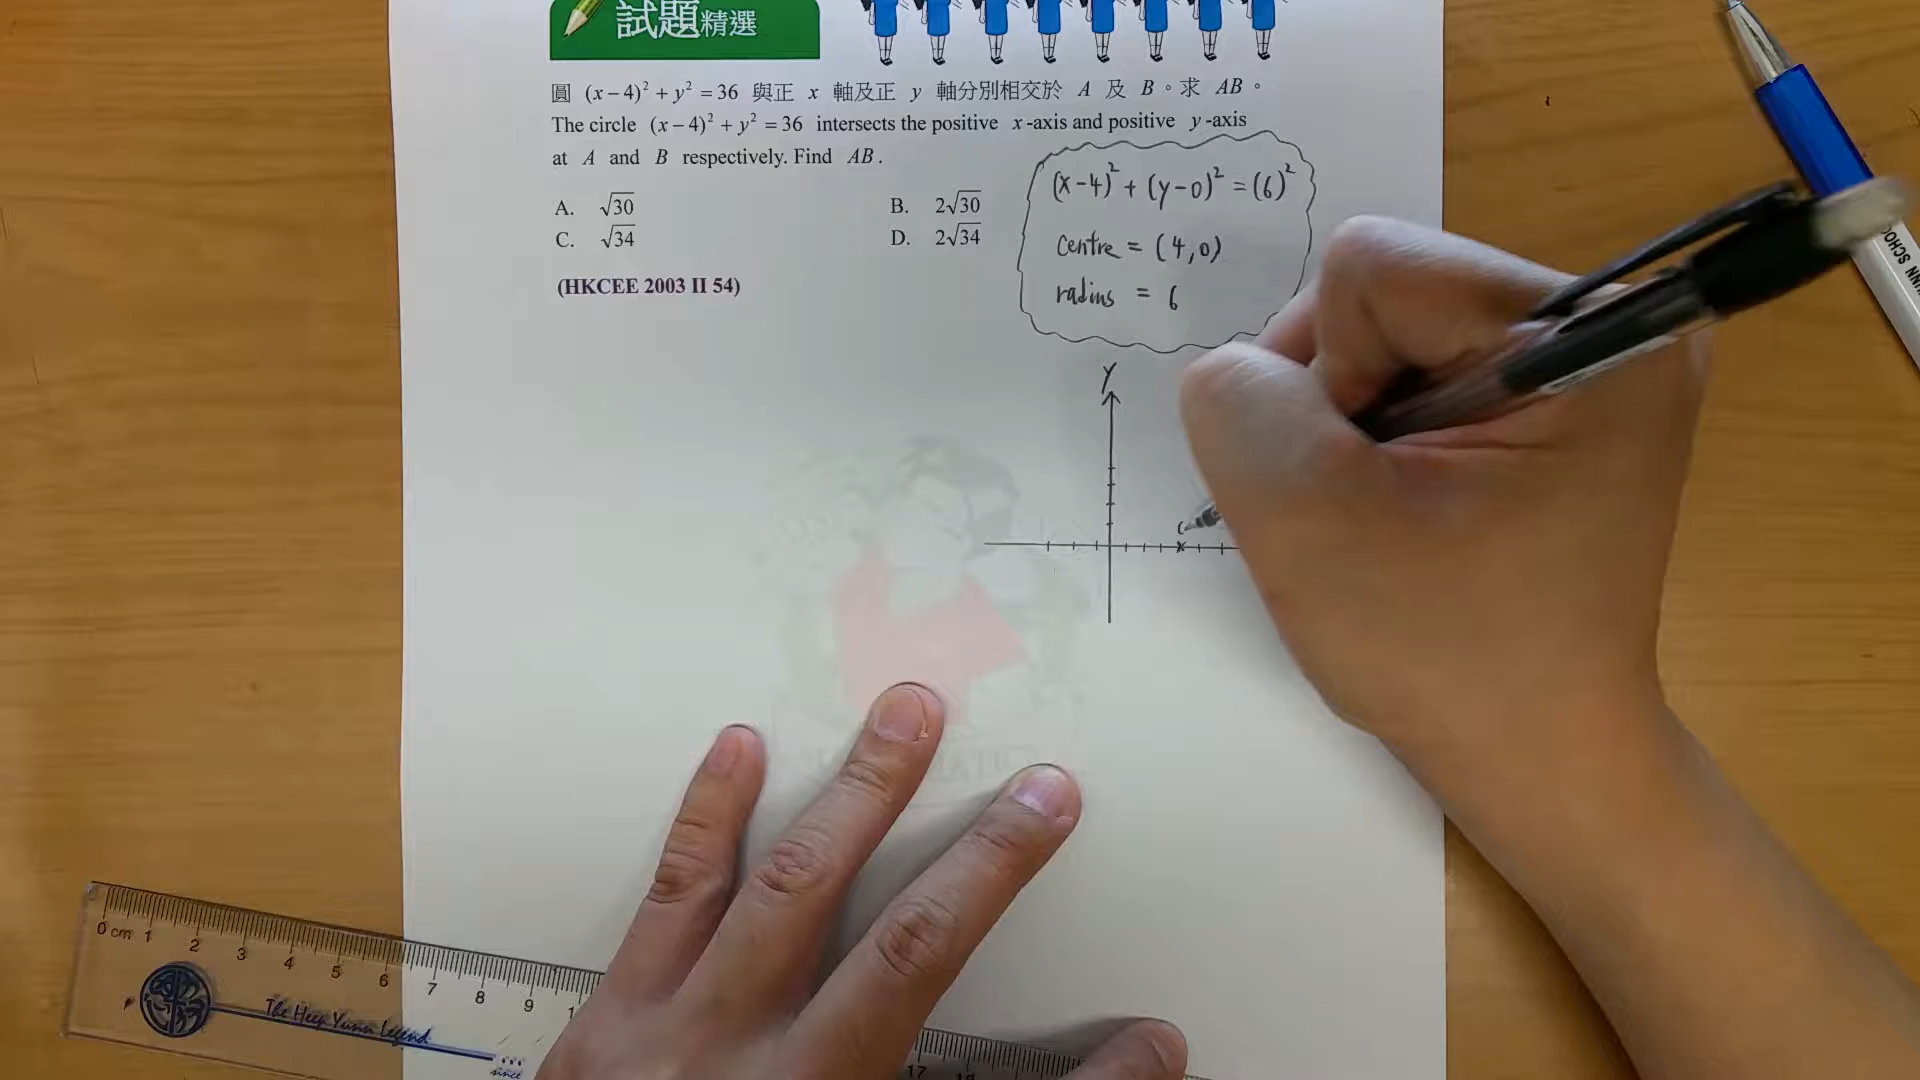 試題精選
圓 (x−4)² + y² = 36 與正 x 軸及正 y 軸分別相交於 A 及 B。求 AB。
The circle (x−4)² + y² = 36 intersects the positive x-axis and positive y-axis
at A and B respectively. Find AB.
A. √30
B. 2√30
C. √34
D. 2√34
(HKCEE 2003 II 54)
(x−4)² + (y−0)² = (6)²
Centre = (4,0)
radius = 6
y
(
0 cm 1 2 3 4 5 6 7 8 9 1
17
The Heep Yunn Legend
since